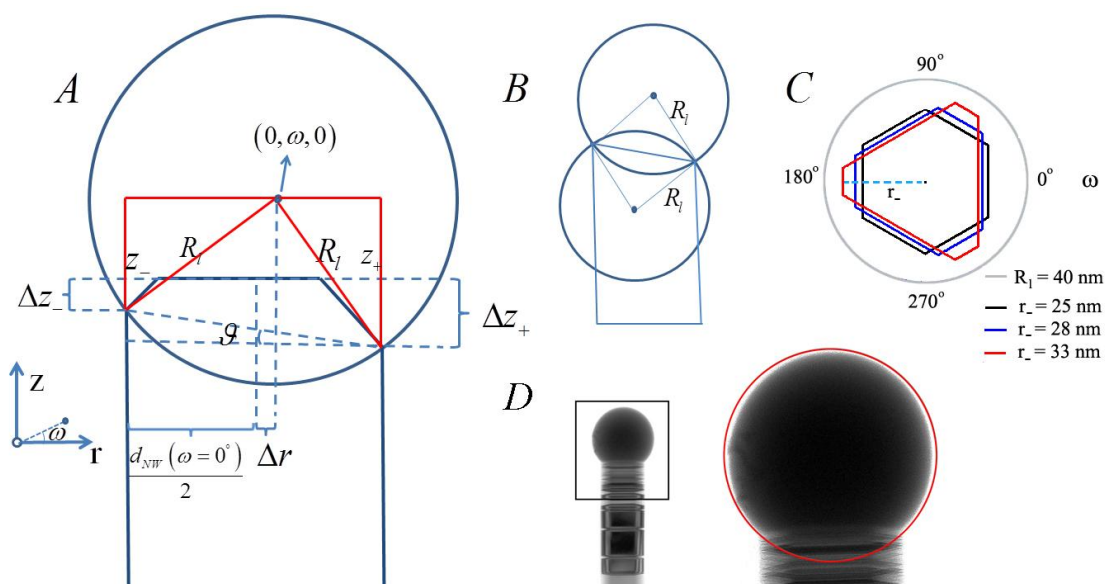 A
(0, ω, 0)
R_l
R_l
z_-
z_+
Δz_-
Δz_+
ϑ
z
r
ω
d_NW (ω=0°)
2
Δr
B
R_l
R_l
C
90°
180°
0°
ω
270°
r_-
R_l = 40 nm
r_- = 25 nm
r_- = 28 nm
r_- = 33 nm
D